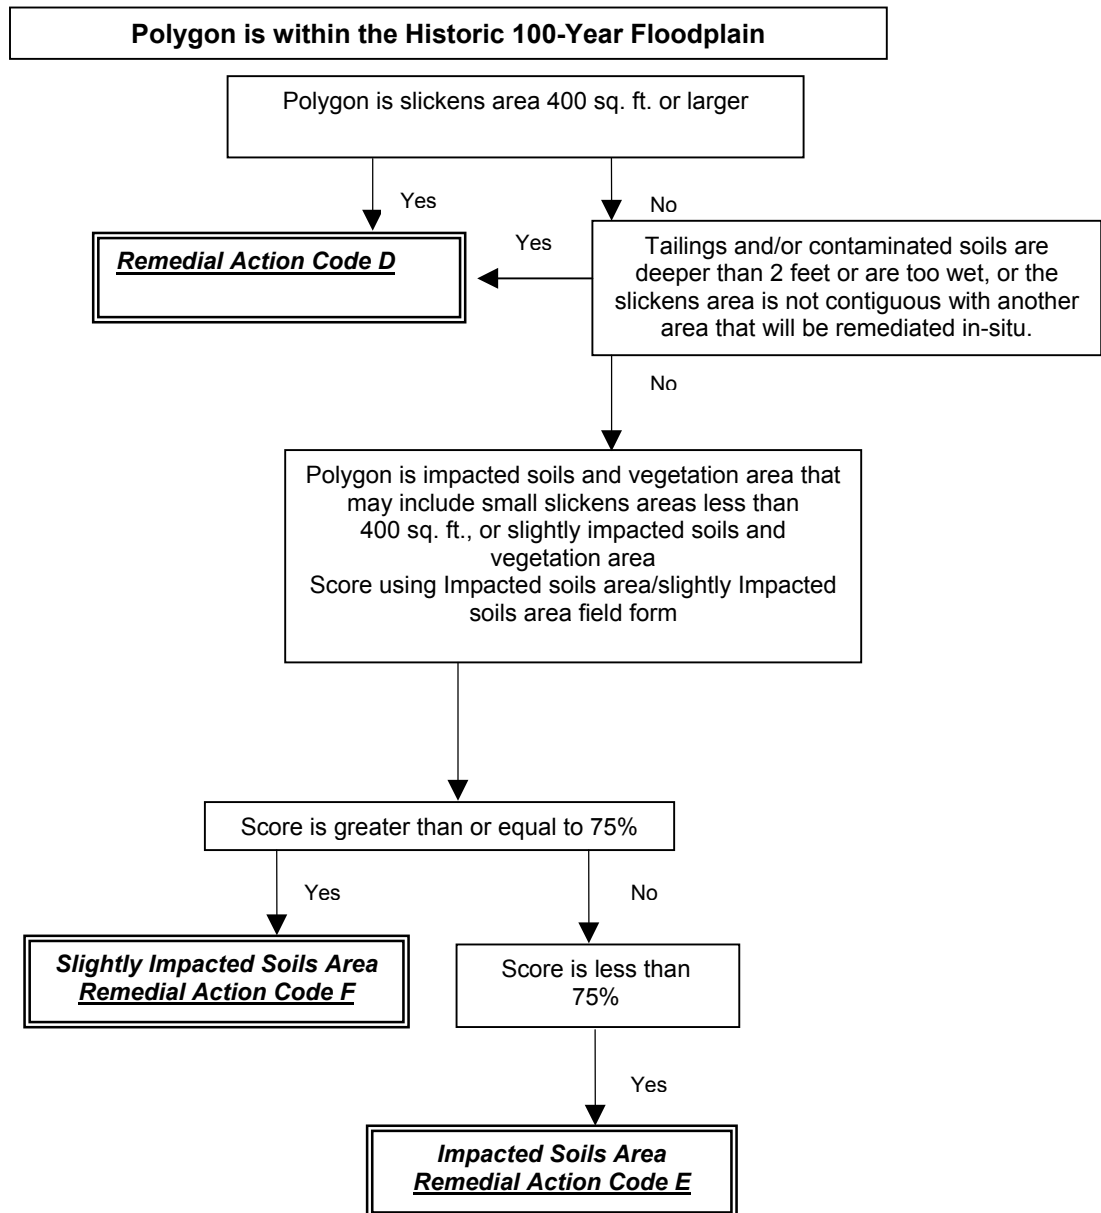 Polygon is within the Historic 100-Year Floodplain
Polygon is slickens area 400 sq. ft. or larger
Yes
No
Remedial Action Code D
Yes
Tailings and/or contaminated soils are
deeper than 2 feet or are too wet, or the
slickens area is not contiguous with another
area that will be remediated in-situ.
No
Polygon is impacted soils and vegetation area that
may include small slickens areas less than
400 sq. ft., or slightly impacted soils and
vegetation area
Score using Impacted soils area/slightly Impacted
soils area field form
Score is greater than or equal to 75%
Yes
No
Slightly Impacted Soils Area
Remedial Action Code F
Score is less than
75%
Yes
Impacted Soils Area
Remedial Action Code E